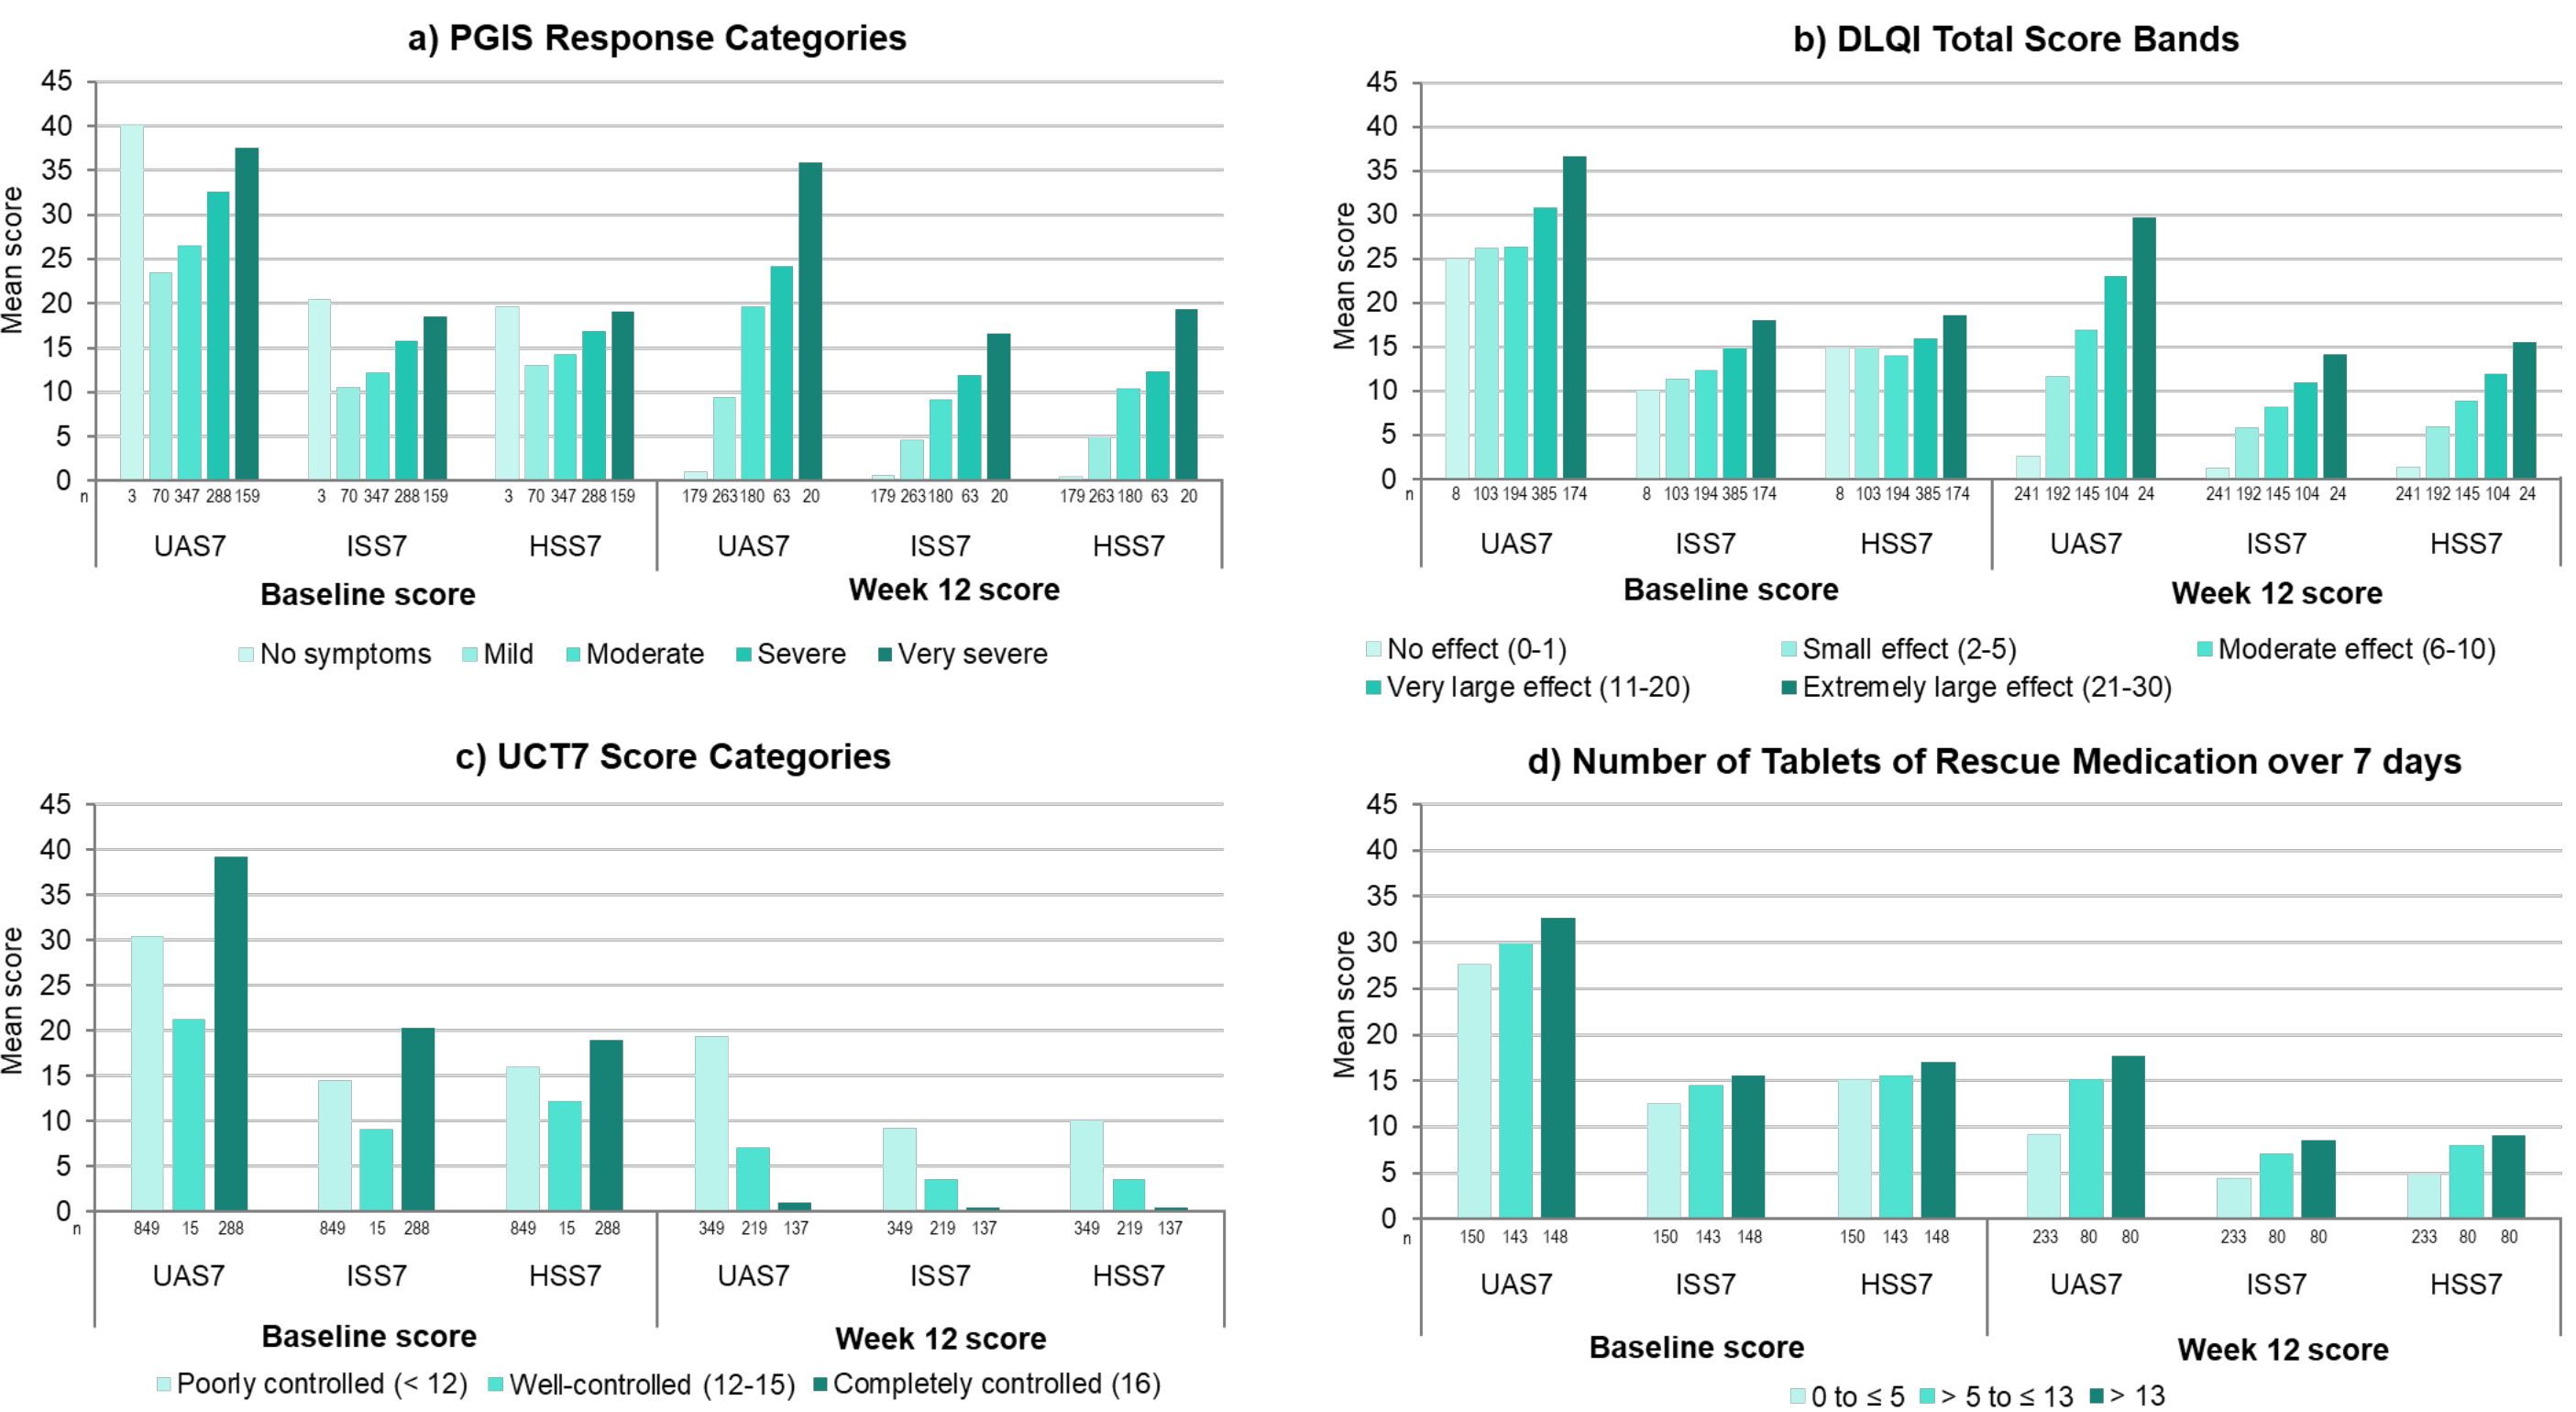 a) PGIS Response Categories
Mean score
45
40
35
30
25
20
15
10
5
0
n 3 70 347 288 159 3 70 347 288 159 3 70 347 288 159 179 263 180 63 20 179 263 180 63 20 179 263 180 63 20
UAS7 ISS7 HSS7 UAS7 ISS7 HSS7
Baseline score Week 12 score
No symptoms Mild Moderate Severe Very severe
b) DLQI Total Score Bands
Mean score
45
40
35
30
25
20
15
10
5
0
n 8 103 194 385 174 8 103 194 385 174 8 103 194 385 174 241 192 145 104 24 241 192 145 104 24 241 192 145 104 24
UAS7 ISS7 HSS7 UAS7 ISS7 HSS7
Baseline score Week 12 score
No effect (0-1) Small effect (2-5) Moderate effect (6-10)
Very large effect (11-20) Extremely large effect (21-30)
c) UCT7 Score Categories
Mean score
45
40
35
30
25
20
15
10
5
0
n 849 15 288 849 15 288 849 15 288 349 219 137 349 219 137 349 219 137
UAS7 ISS7 HSS7 UAS7 ISS7 HSS7
Baseline score Week 12 score
Poorly controlled (< 12) Well-controlled (12-15) Completely controlled (16)
d) Number of Tablets of Rescue Medication over 7 days
Mean score
45
40
35
30
25
20
15
10
5
0
n 150 143 148 150 143 148 150 143 148 233 80 80 233 80 80 233 80 80
UAS7 ISS7 HSS7 UAS7 ISS7 HSS7
Baseline score Week 12 score
0 to ≤ 5 > 5 to ≤ 13 > 13